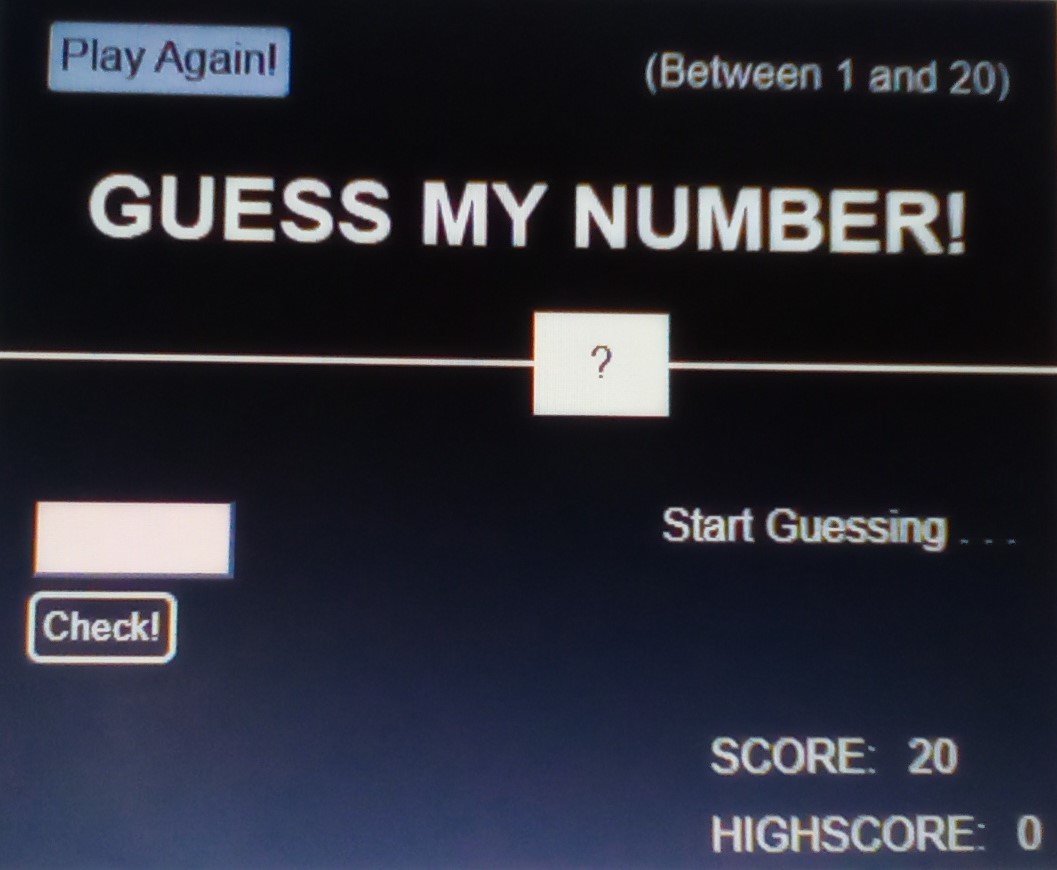 Play Again!
(Between 1 and 20)
GUESS MY NUMBER!
?
Start Guessing . . .
Check!
SCORE: 20
HIGHSCORE: 0